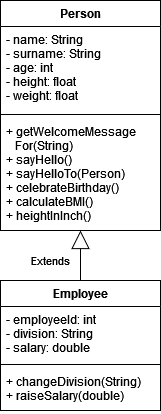 Person
- name: String
- surname: String
- age: int
- height: float
- weight: float
+ getWelcomeMessage
For(String)
+ sayHello()
+ sayHelloTo(Person)
+ celebrateBirthday()
+ calculateBMI()
+ heightInInch()
Extends
Employee
- employeeId: int
- division: String
- salary: double
+ changeDivision(String)
+ raiseSalary(double)